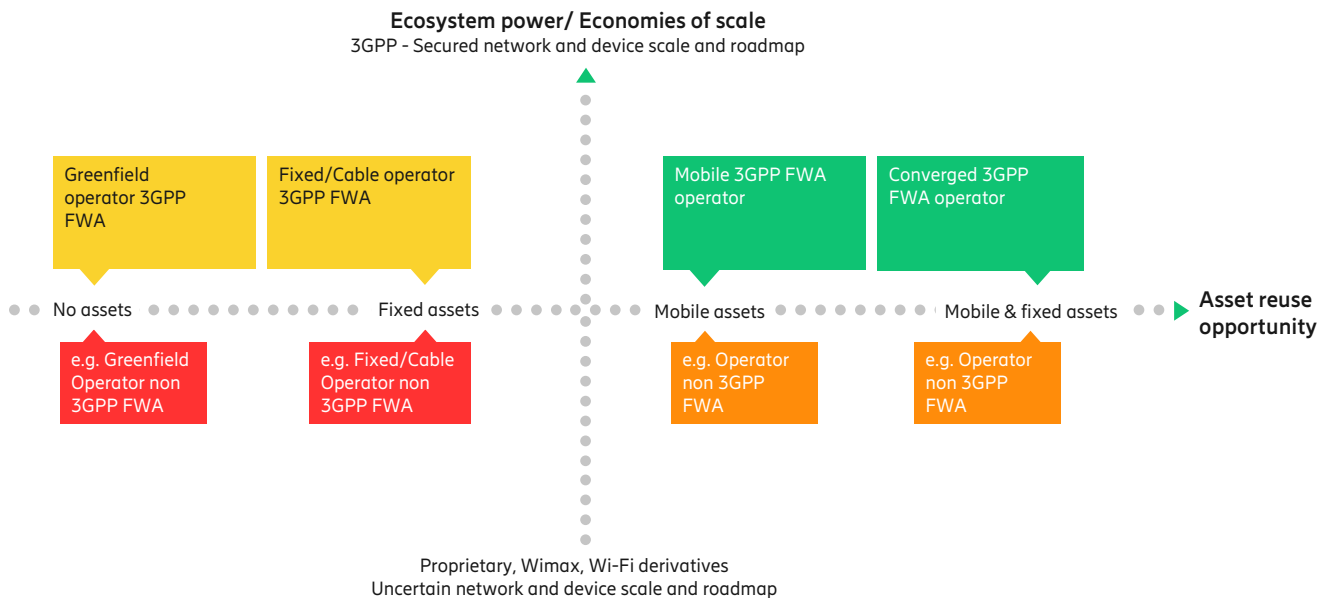 Ecosystem power/ Economies of scale
3GPP - Secured network and device scale and roadmap
Greenfield
operator 3GPP
FWA
Fixed/Cable operator
3GPP FWA
Mobile 3GPP FWA
operator
Converged 3GPP
FWA operator
No assets
Fixed assets
Mobile assets
Mobile & fixed assets
Asset reuse
opportunity
e.g. Greenfield
Operator non
3GPP FWA
e.g. Fixed/Cable
Operator non
3GPP FWA
e.g. Operator
non 3GPP
FWA
e.g. Operator
non 3GPP
FWA
Proprietary, Wimax, Wi-Fi derivatives
Uncertain network and device scale and roadmap